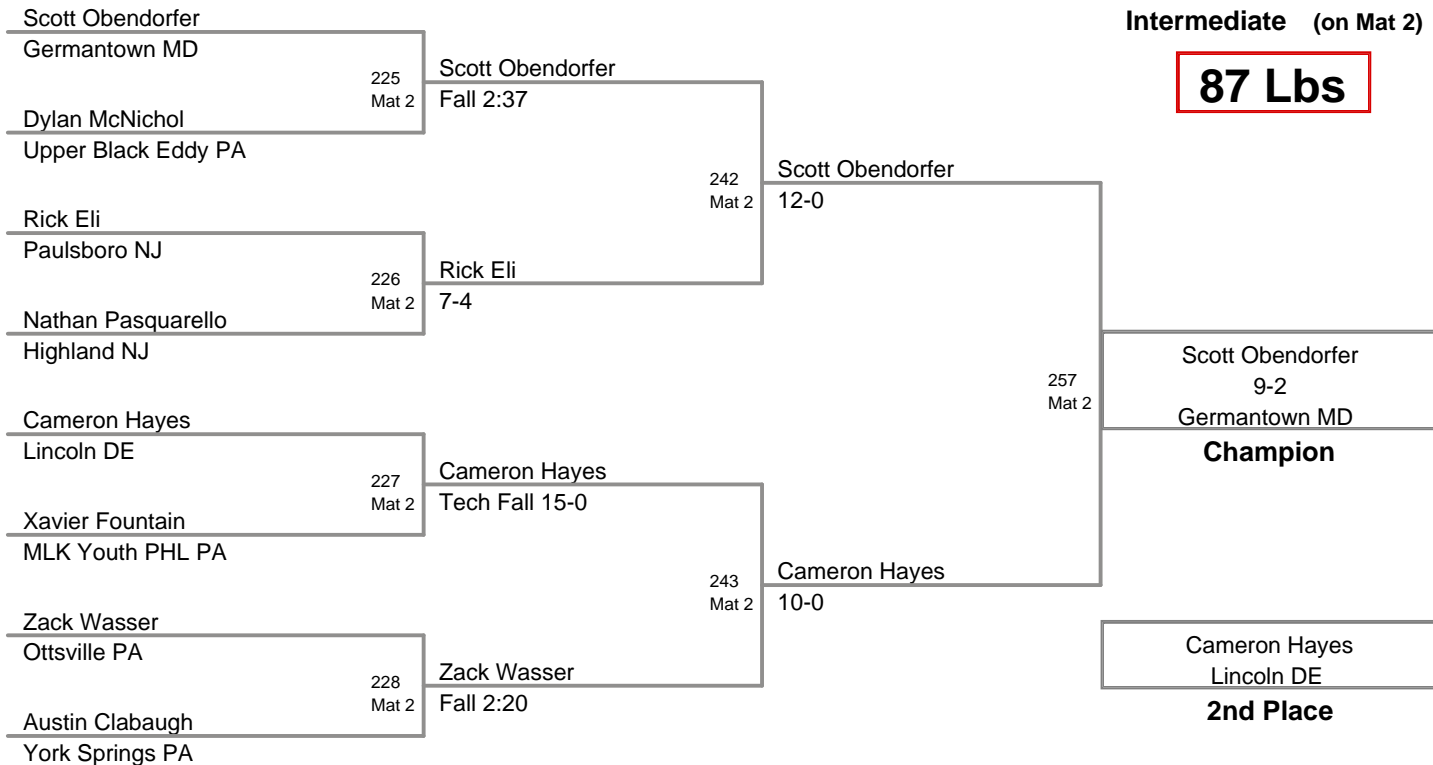 Intermediate (on Mat 2)
87 Lbs
Scott Obendorfer
Germantown MD
225
Mat 2
Scott Obendorfer
Fall 2:37
Dylan McNichol
Upper Black Eddy PA
242
Mat 2
Scott Obendorfer
12-0
Rick Eli
Paulsboro NJ
226
Mat 2
Rick Eli
7-4
Nathan Pasquarello
Highland NJ
257
Mat 2
Scott Obendorfer
9-2
Germantown MD
Champion
Cameron Hayes
Lincoln DE
227
Mat 2
Cameron Hayes
Tech Fall 15-0
Xavier Fountain
MLK Youth PHL PA
243
Mat 2
Cameron Hayes
10-0
Zack Wasser
Ottsville PA
228
Mat 2
Zack Wasser
Fall 2:20
Austin Clabaugh
York Springs PA
Cameron Hayes
Lincoln DE
2nd Place